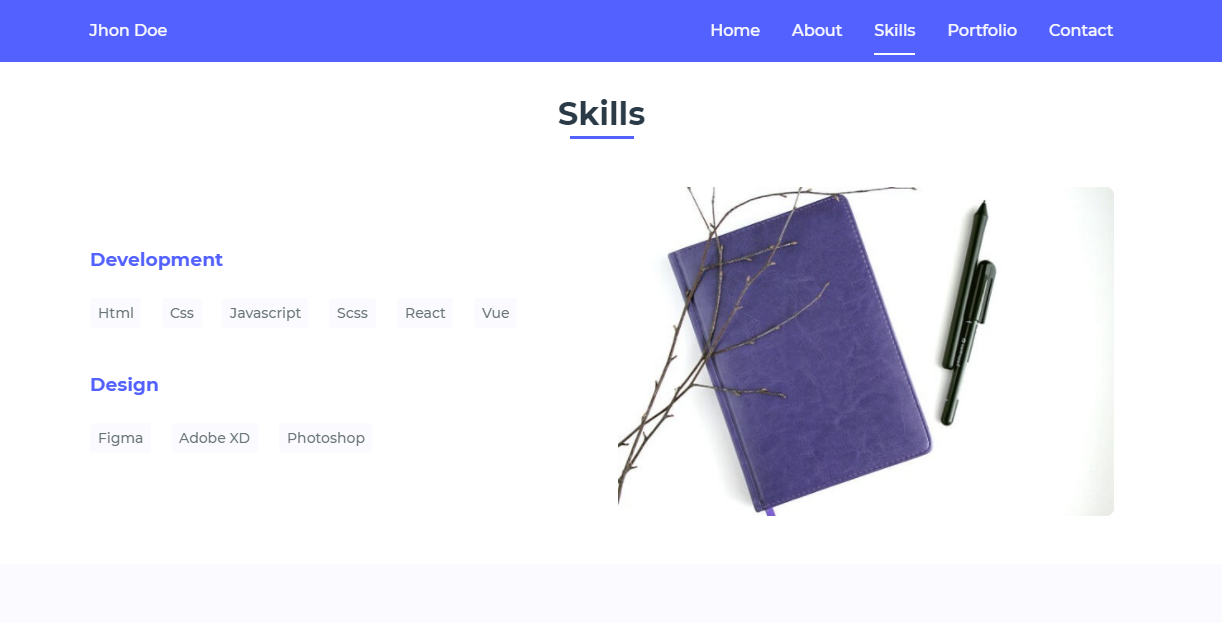 Jhon Doe Home About Skills Portfolio Contact
Skills
Development
Html Css Javascript Scss React Vue
Design
Figma Adobe XD Photoshop